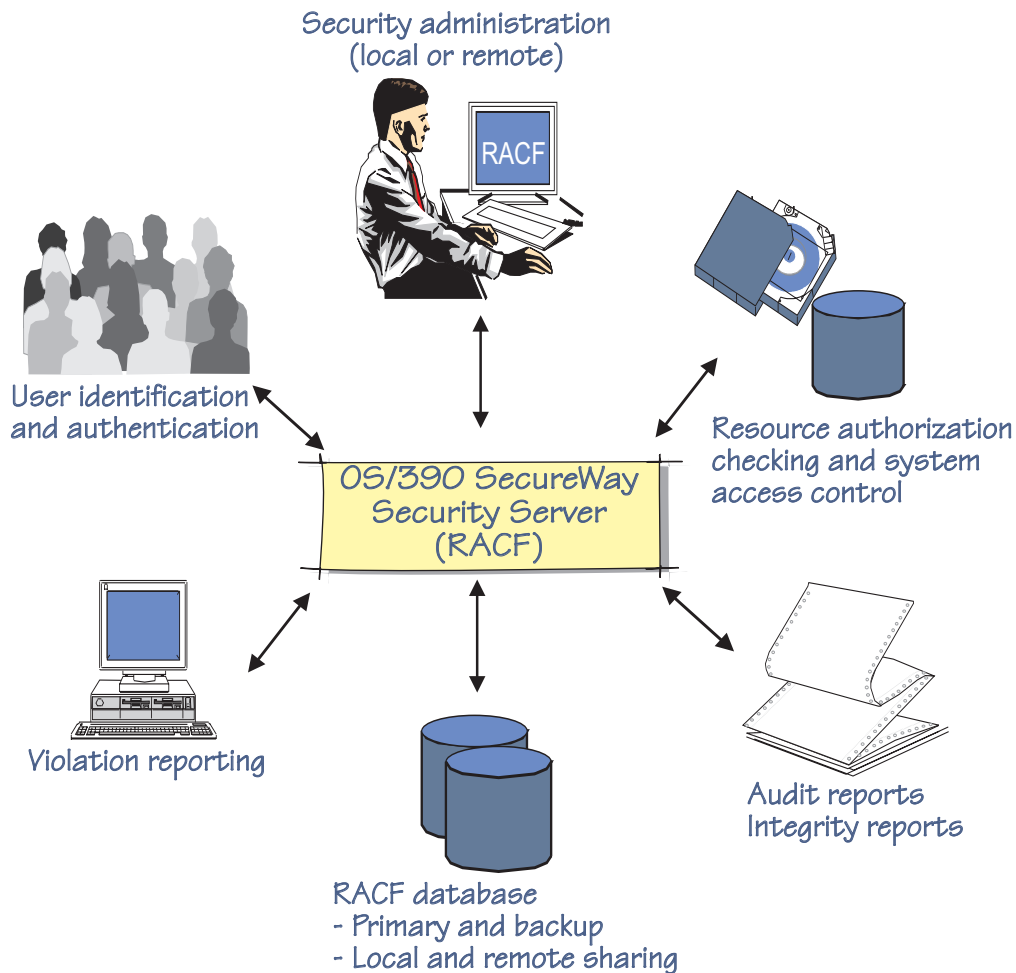 Security administration
(local or remote)
RACF
User identification
and authentication
Resource authorization
checking and system
access control
OS/390 SecureWay
Security Server
(RACF)
Violation reporting
Audit reports
Integrity reports
RACF database
- Primary and backup
- Local and remote sharing